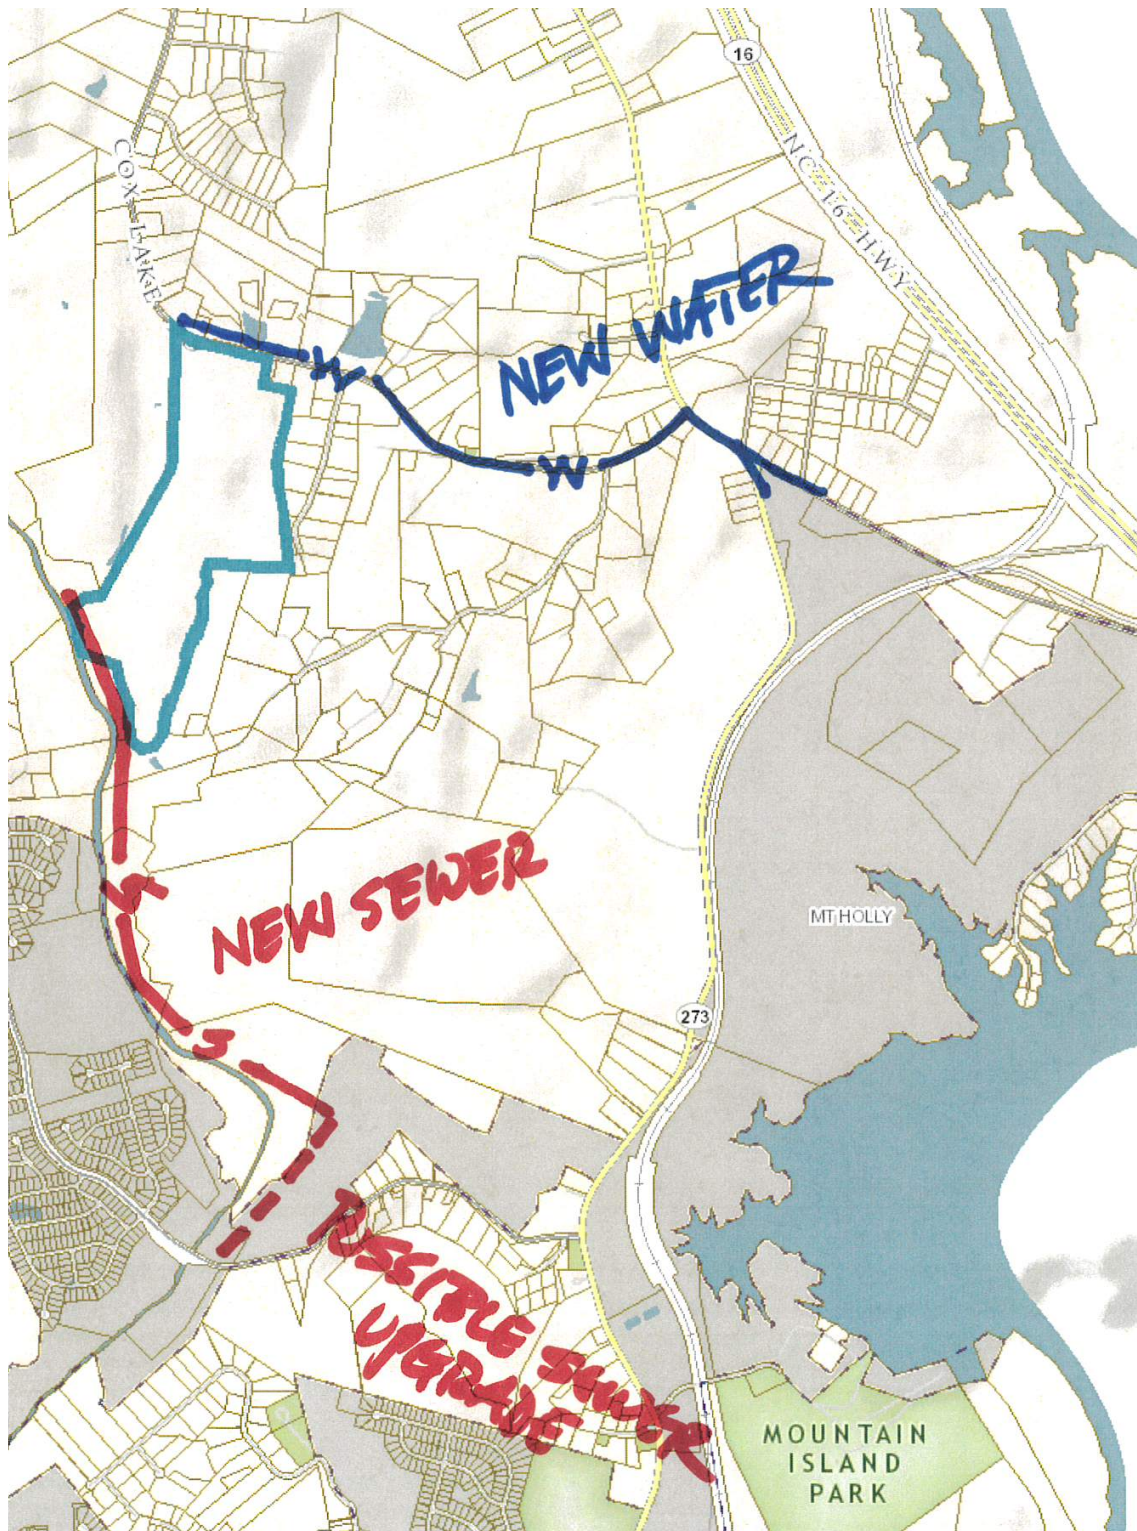 16
NC 16 HWY
COX LAKE
NEW WATER
W
W
NEW SEWER
MT HOLLY
S
S
273
POSSIBLE SEWER
UPGRADE
MOUNTAIN
ISLAND
PARK